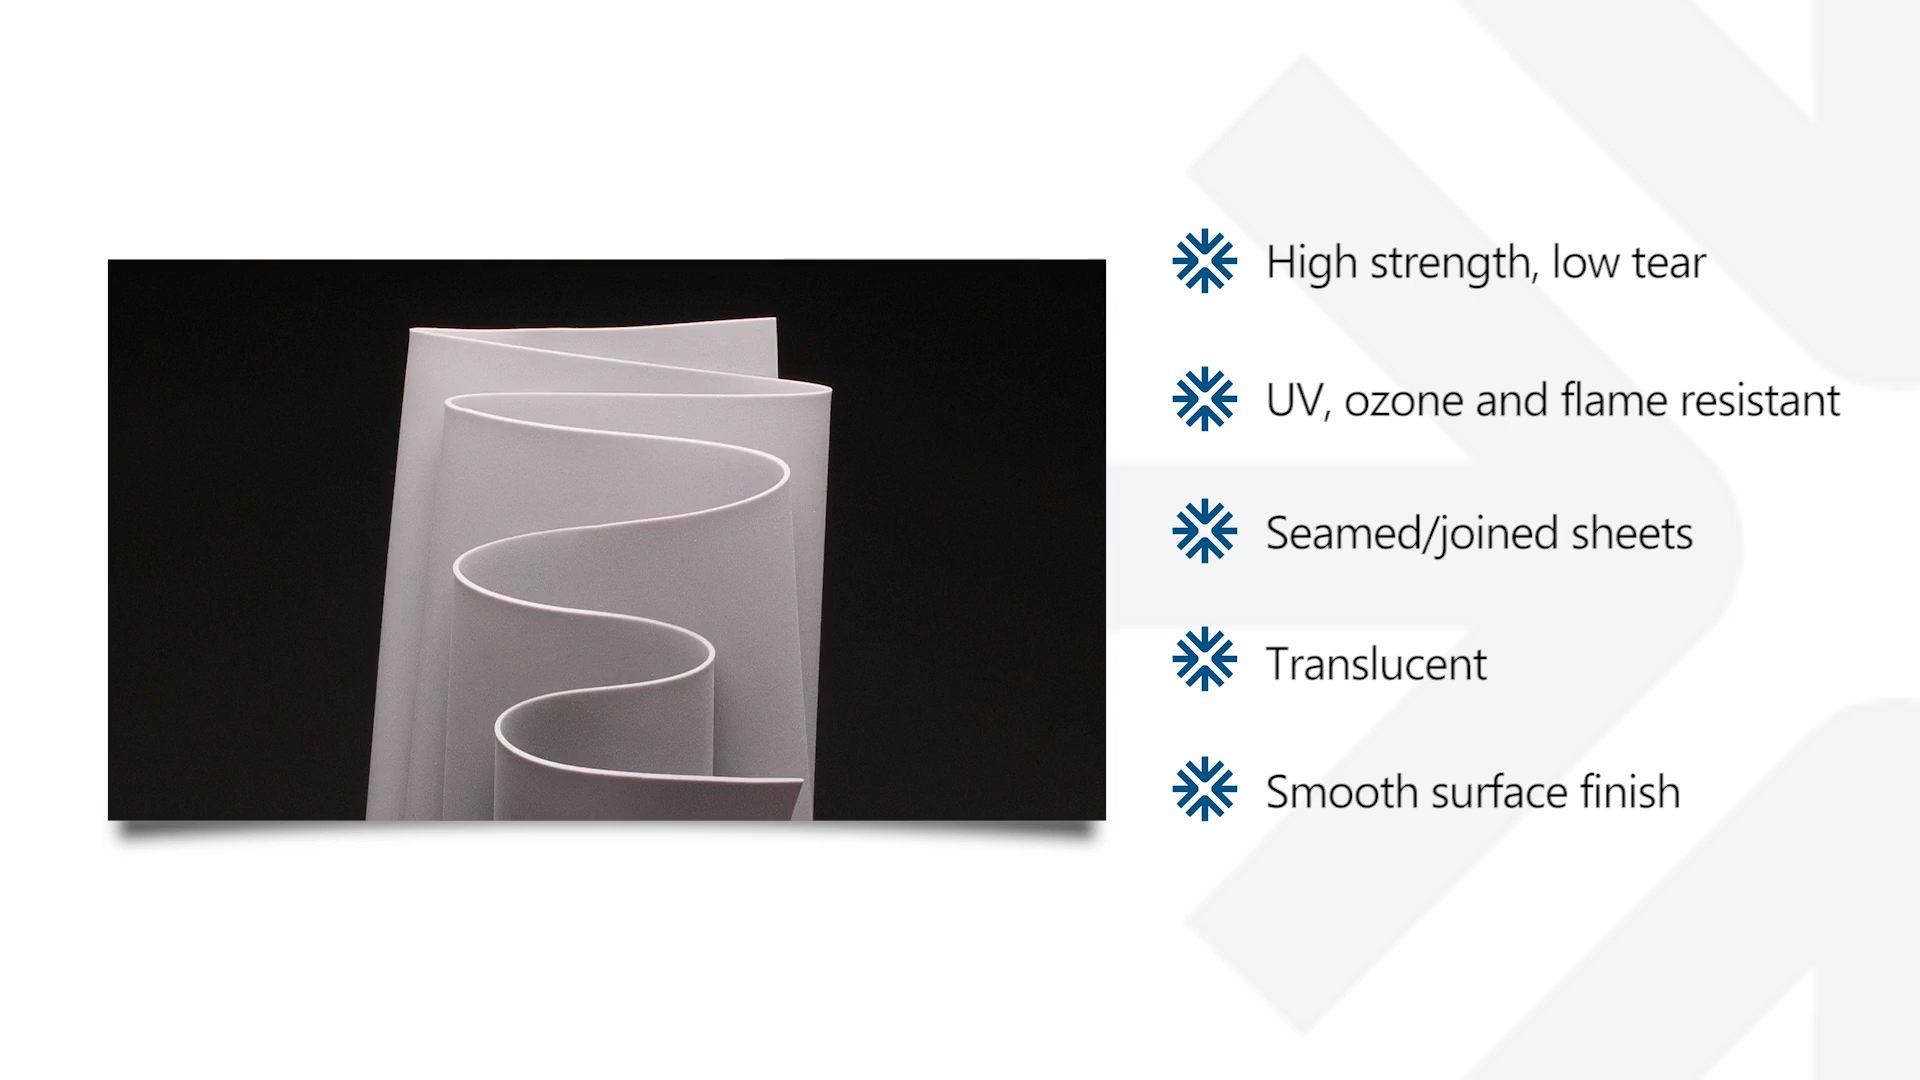 High strength, low tear
UV, ozone and flame resistant
Seamed/joined sheets
Translucent
Smooth surface finish